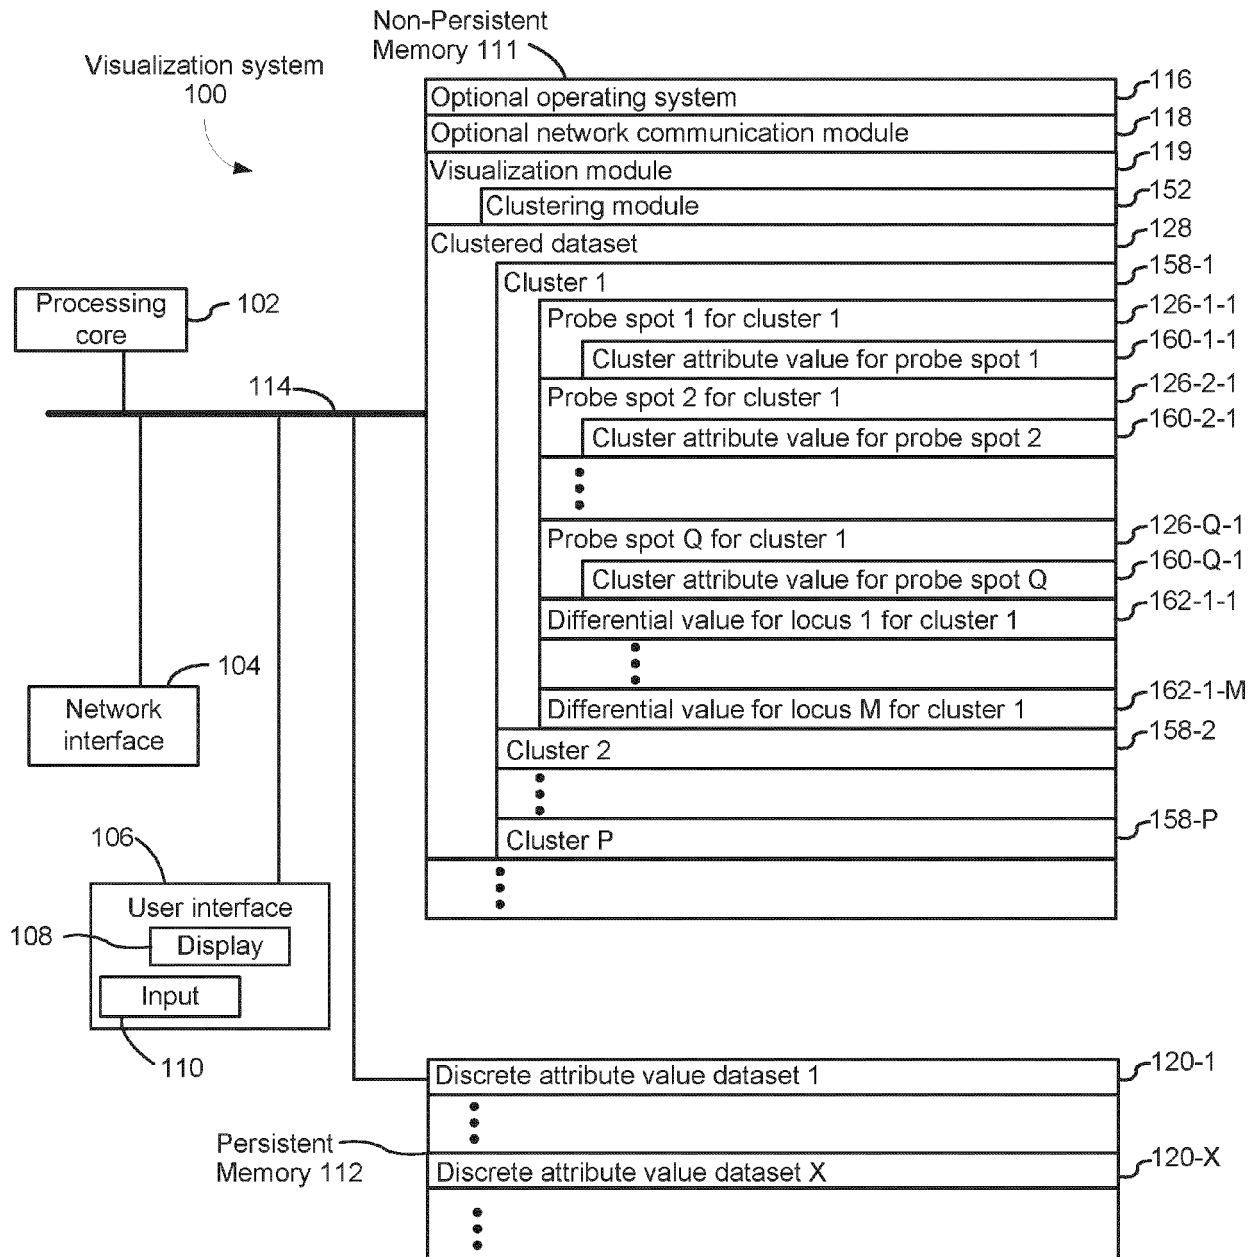 Non-Persistent
Memory 111
Visualization system
100
Optional operating system
116
Optional network communication module
118
Visualization module
119
Clustering module
152
Clustered dataset
128
Cluster 1
158-1
Processing
core
102
Probe spot 1 for cluster 1
126-1-1
Cluster attribute value for probe spot 1
160-1-1
114
Probe spot 2 for cluster 1
126-2-1
Cluster attribute value for probe spot 2
160-2-1
Probe spot Q for cluster 1
126-Q-1
Cluster attribute value for probe spot Q
160-Q-1
Differential value for locus 1 for cluster 1
162-1-1
104
Network
interface
Differential value for locus M for cluster 1
162-1-M
Cluster 2
158-2
Cluster P
158-P
106
User interface
108
Display
Input
110
Discrete attribute value dataset 1
120-1
Persistent
Memory 112
Discrete attribute value dataset X
120-X